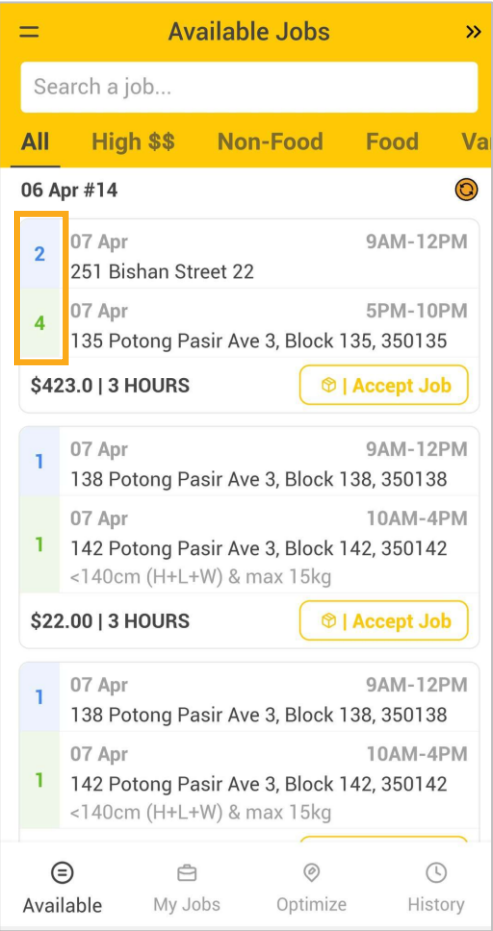 Available Jobs
Search a job...
All High $$ Non-Food Food Va
06 Apr #14
2 07 Apr 9AM-12PM
251 Bishan Street 22
4 07 Apr 5PM-10PM
135 Potong Pasir Ave 3, Block 135, 350135
$423.0 | 3 HOURS | Accept Job
1 07 Apr 9AM-12PM
138 Potong Pasir Ave 3, Block 138, 350138
1 07 Apr 10AM-4PM
142 Potong Pasir Ave 3, Block 142, 350142
<140cm (H+L+W) & max 15kg
$22.00 | 3 HOURS | Accept Job
1 07 Apr 9AM-12PM
138 Potong Pasir Ave 3, Block 138, 350138
1 07 Apr 10AM-4PM
142 Potong Pasir Ave 3, Block 142, 350142
<140cm (H+L+W) & max 15kg
Available My Jobs Optimize History